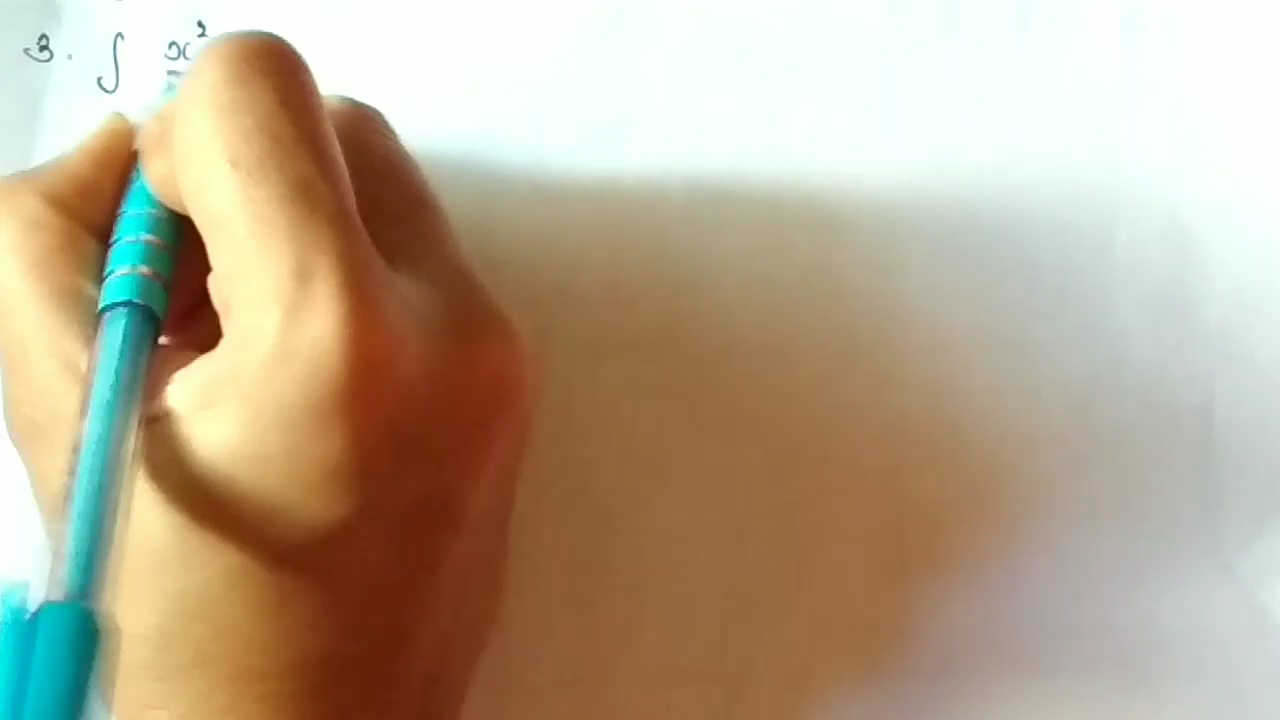 3. ∫ x²